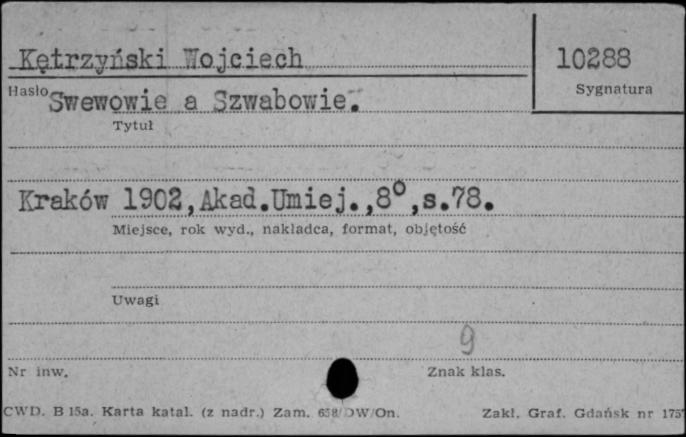 Kętrzyński Wojciech
10288
Hasło
Sygnatura
Swewowie a Szwabowie.
Tytuł
Kraków 1902, Akad.Umiej.,8°,s.78.
Miejsce, rok wyd., nakładca, format, objętość
Uwagi
9
Nr inw.
Znak klas.
CWD. B 15a. Karta katal. (z nadr.) Zam. 658/DW/On.
Zakł. Graf. Gdańsk nr